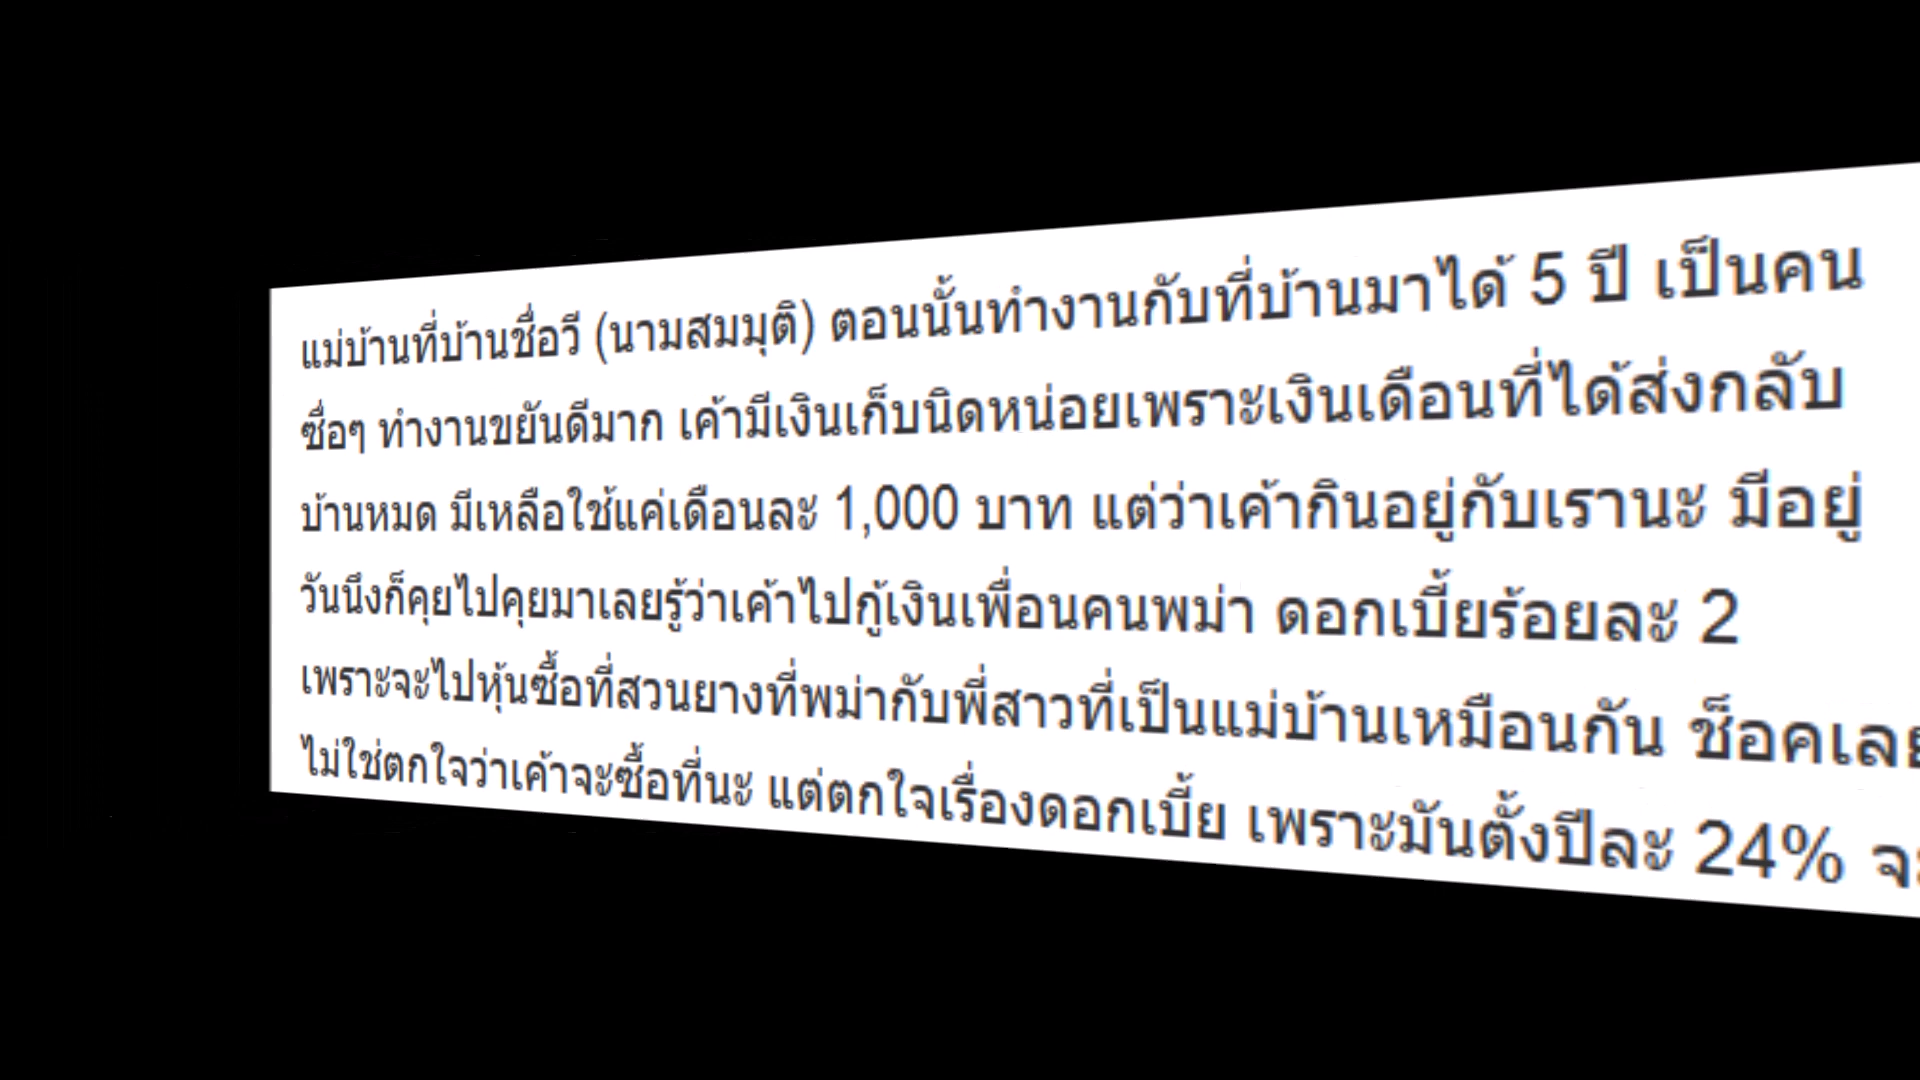 แม่บ้านที่บ้านชื่อวี (นามสมมุติ) ตอนนั้นทำงานกับที่บ้านมาได้ 5 ปี เป็นคน
ซื่อๆ ทำงานขยันดีมาก เค้ามีเงินเก็บนิดหน่อยเพราะเงินเดือนที่ได้ส่งกลับ
บ้านหมด มีเหลือใช้แค่เดือนละ 1,000 บาท แต่ว่าเค้ากินอยู่กับเรานะ มีอยู่
วันนึงก็คุยไปคุยมาเลยรู้ว่าเค้าไปกู้เงินเพื่อนคนพม่า ดอกเบี้ยร้อยละ 2
เพราะจะไปหุ้นซื้อที่สวนยางที่พม่ากับพี่สาวที่เป็นแม่บ้านเหมือนกัน ช็อคเลย
ไม่ใช่ตกใจว่าเค้าจะซื้อที่นะ แต่ตกใจเรื่องดอกเบี้ย เพราะมันตั้งปีละ 24%